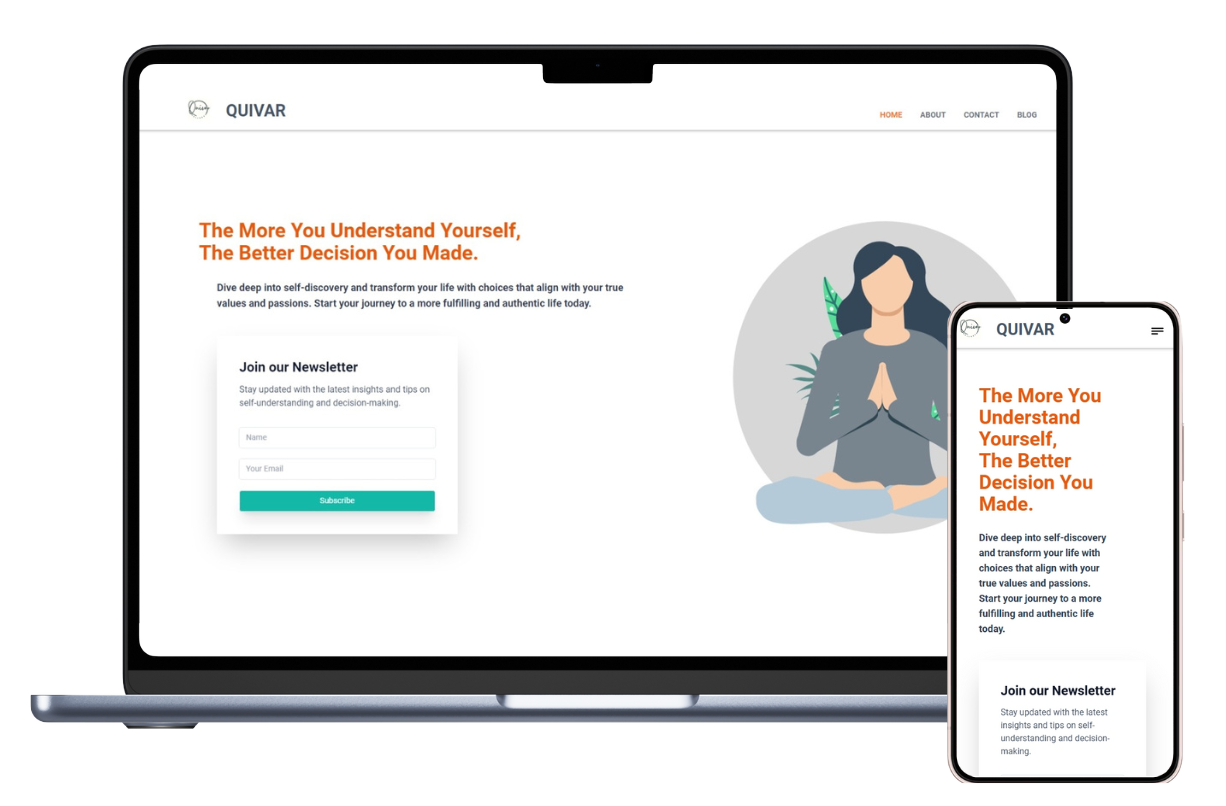 Quivar
QUIVAR
HOME
ABOUT
CONTACT
BLOG
The More You Understand Yourself,
The Better Decision You Made.
Dive deep into self-discovery and transform your life with choices that align with your true
values and passions. Start your journey to a more fulfilling and authentic life today.
Join our Newsletter
Stay updated with the latest insights and tips on
self-understanding and decision-making.
Name
Your Email
Subscribe
Quivar
QUIVAR
The More You
Understand
Yourself,
The Better
Decision You
Made.
Dive deep into self-discovery
and transform your life with
choices that align with your
true values and passions.
Start your journey to a more
fulfilling and authentic life
today.
Join our Newsletter
Stay updated with the latest
insights and tips on self-
understanding and decision-
making.